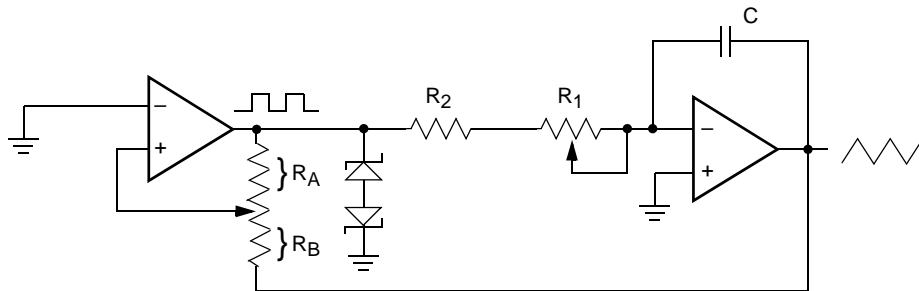 C
R2
R1
–
+
–
+
} RA
} RB